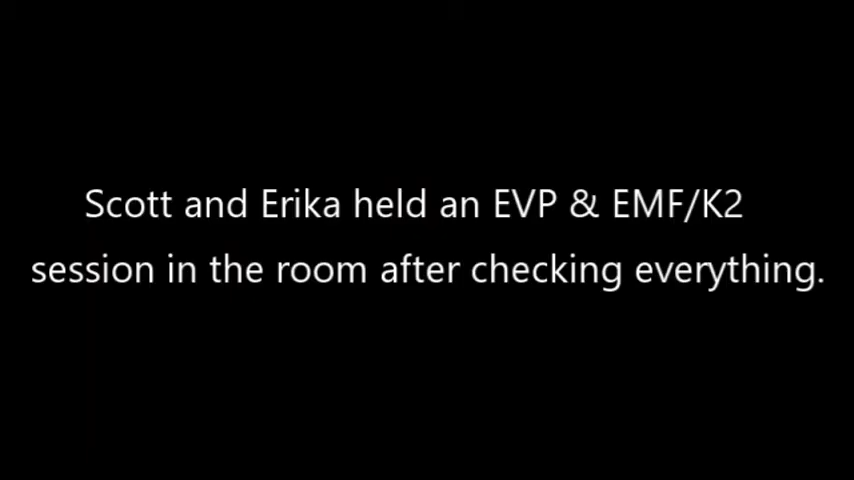 Scott and Erika held an EVP & EMF/K2
session in the room after checking everything.